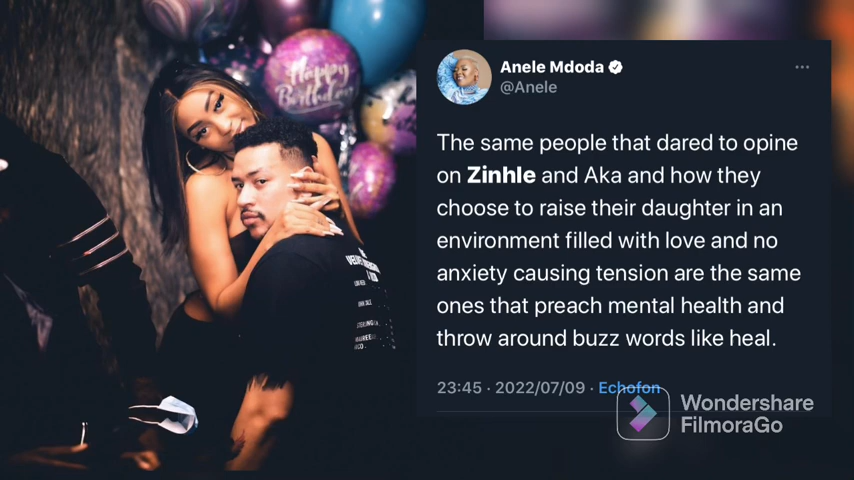 Happy
Birthday
Anele Mdoda
@Anele
The same people that dared to opine
on Zinhle and Aka and how they
choose to raise their daughter in an
environment filled with love and no
anxiety causing tension are the same
ones that preach mental health and
throw around buzz words like heal.
23:45 · 2022/07/09 · Echofon
Wondershare
FilmoraGo